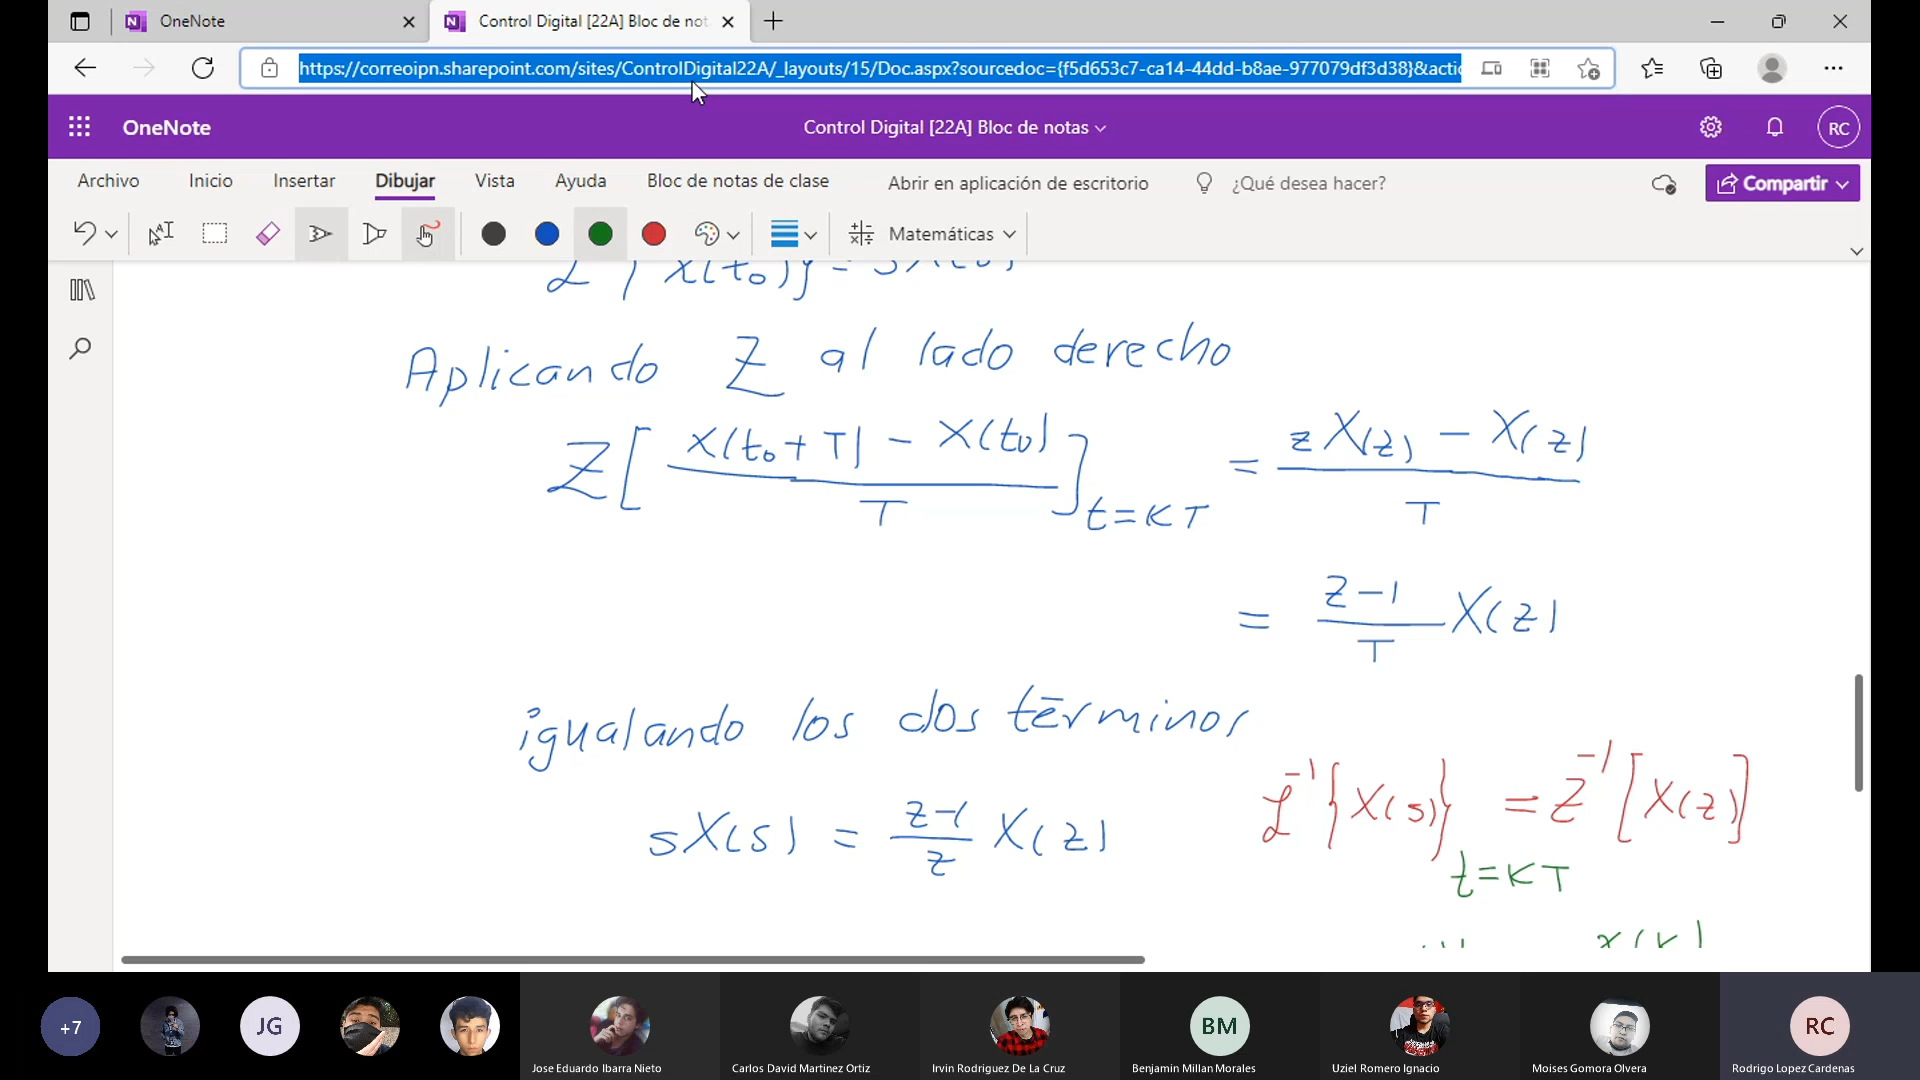 OneNote
Control Digital [22A] Bloc de not
https://correoipn.sharepoint.com/sites/ControlDigital22A/_layouts/15/Doc.aspx?sourcedoc={f5d653c7-ca14-44dd-b8ae-977079df3d38}&actio
OneNote
Control Digital [22A] Bloc de notas
RC
Archivo Inicio Insertar Dibujar Vista Ayuda Bloc de notas de clase Abrir en aplicación de escritorio ¿Qué desea hacer? Compartir
Matemáticas
Aplicando Z al lado derecho
Z[ (x(t₀+T) - x(t₀))/T ] t=KT = (zX(z) - X(z))/T
= (z-1)/T X(z)
igualando los dos términos
sX(s) = (z-1)/z X(z)
ℒ⁻¹{X(s)} = Z⁻¹[X(z)]
t=KT
x(k)
+7
JG
BM
RC
Jose Eduardo Ibarra Nieto
Carlos David Martinez Ortiz
Irvin Rodriguez De La Cruz
Benjamin Millan Morales
Uziel Romero Ignacio
Moises Gomora Olvera
Rodrigo Lopez Cardenas